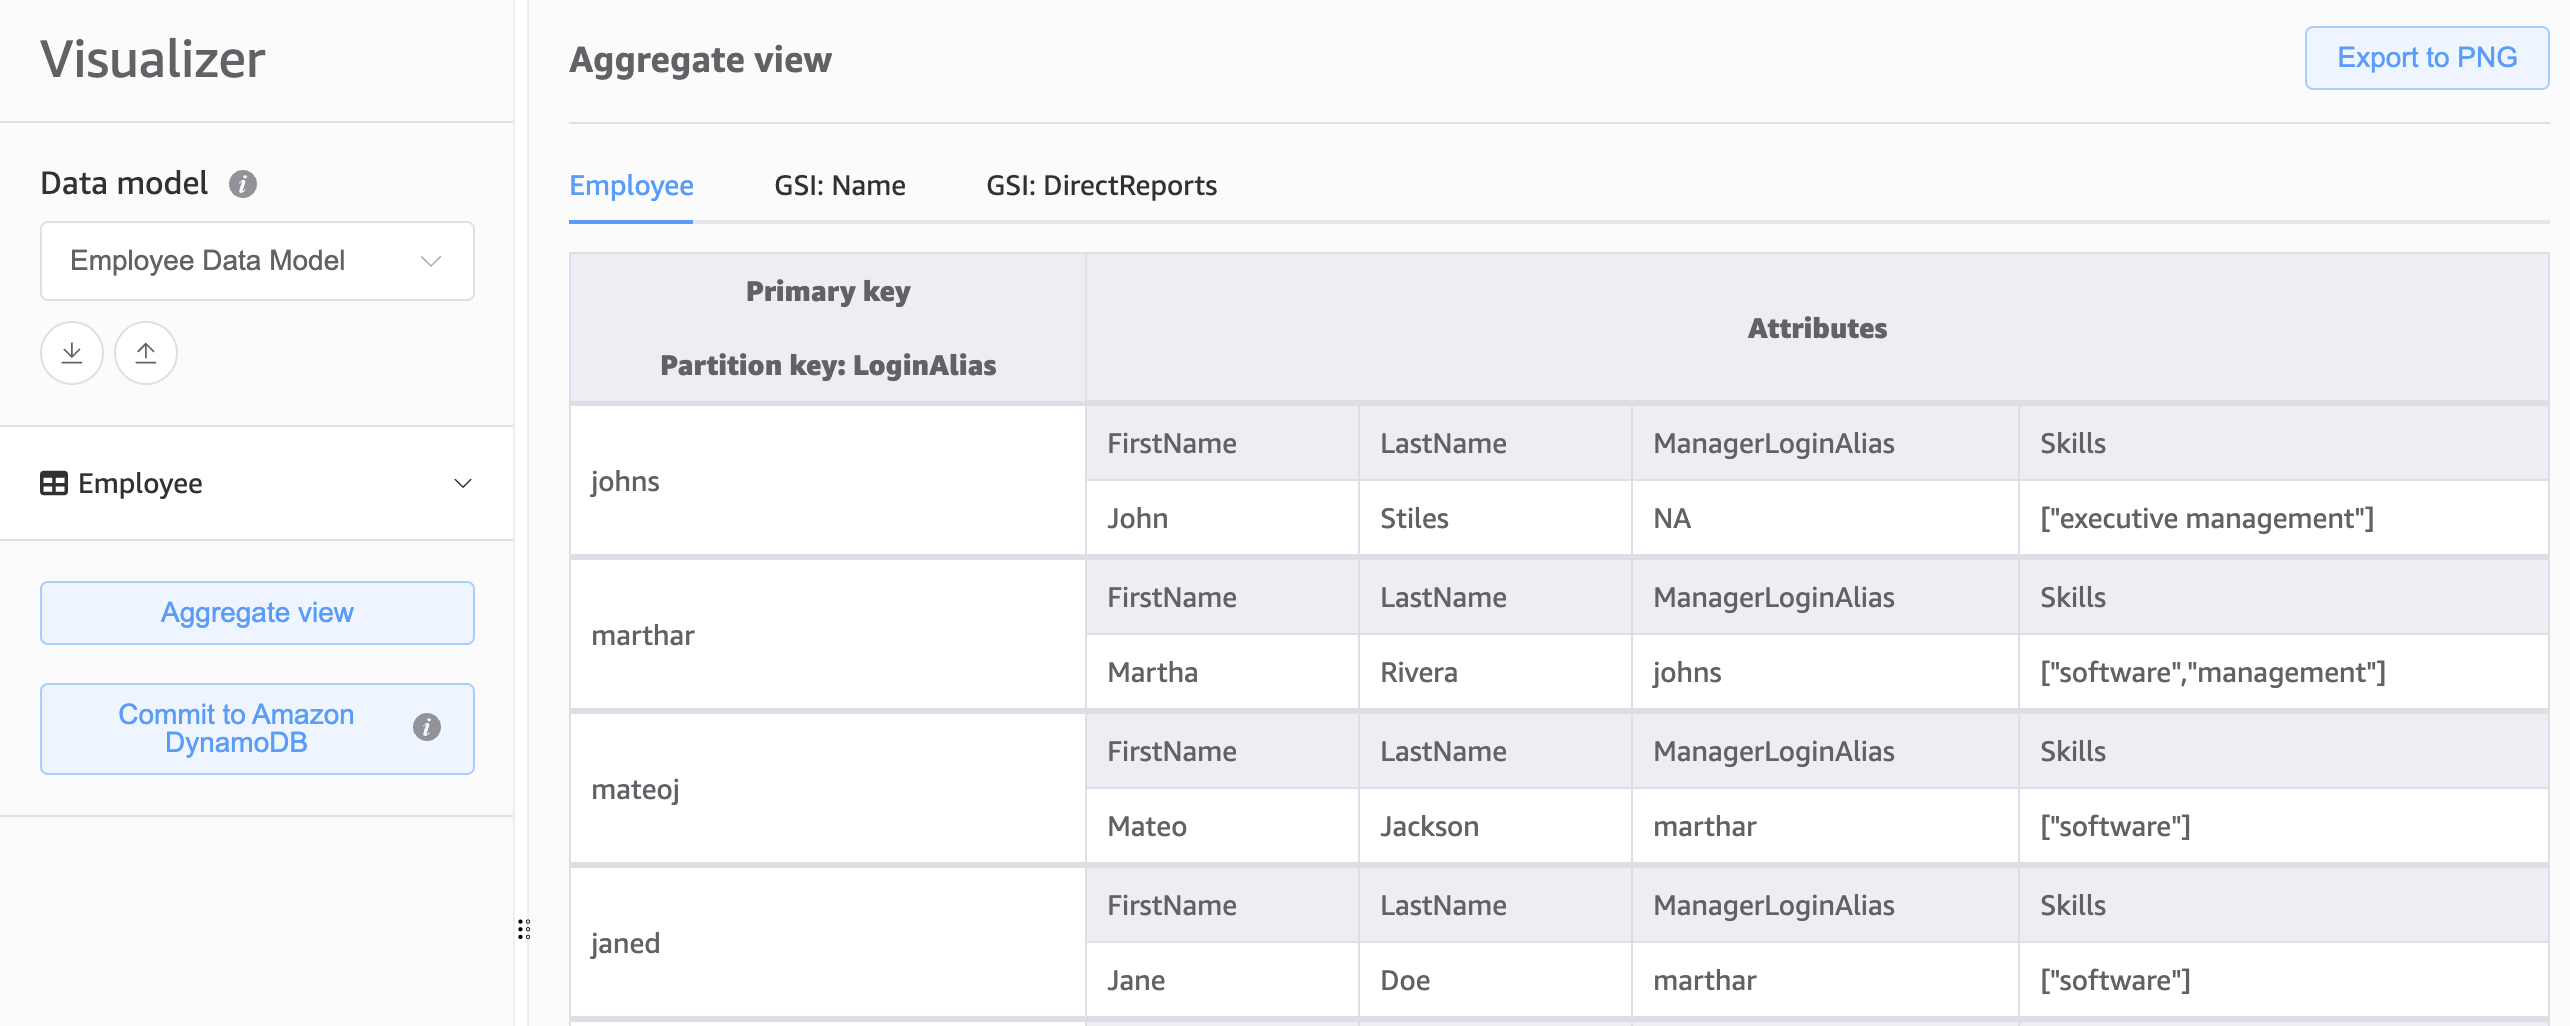 Visualizer
Data model
Employee Data Model
Employee
Aggregate view
Commit to Amazon
DynamoDB
Aggregate view
Export to PNG
Employee GSI: Name GSI: DirectReports
Primary key
Partition key: LoginAlias
Attributes
johns
FirstName LastName ManagerLoginAlias Skills
John Stiles NA ["executive management"]
marthar
FirstName LastName ManagerLoginAlias Skills
Martha Rivera johns ["software","management"]
mateoj
FirstName LastName ManagerLoginAlias Skills
Mateo Jackson marthar ["software"]
janed
FirstName LastName ManagerLoginAlias Skills
Jane Doe marthar ["software"]